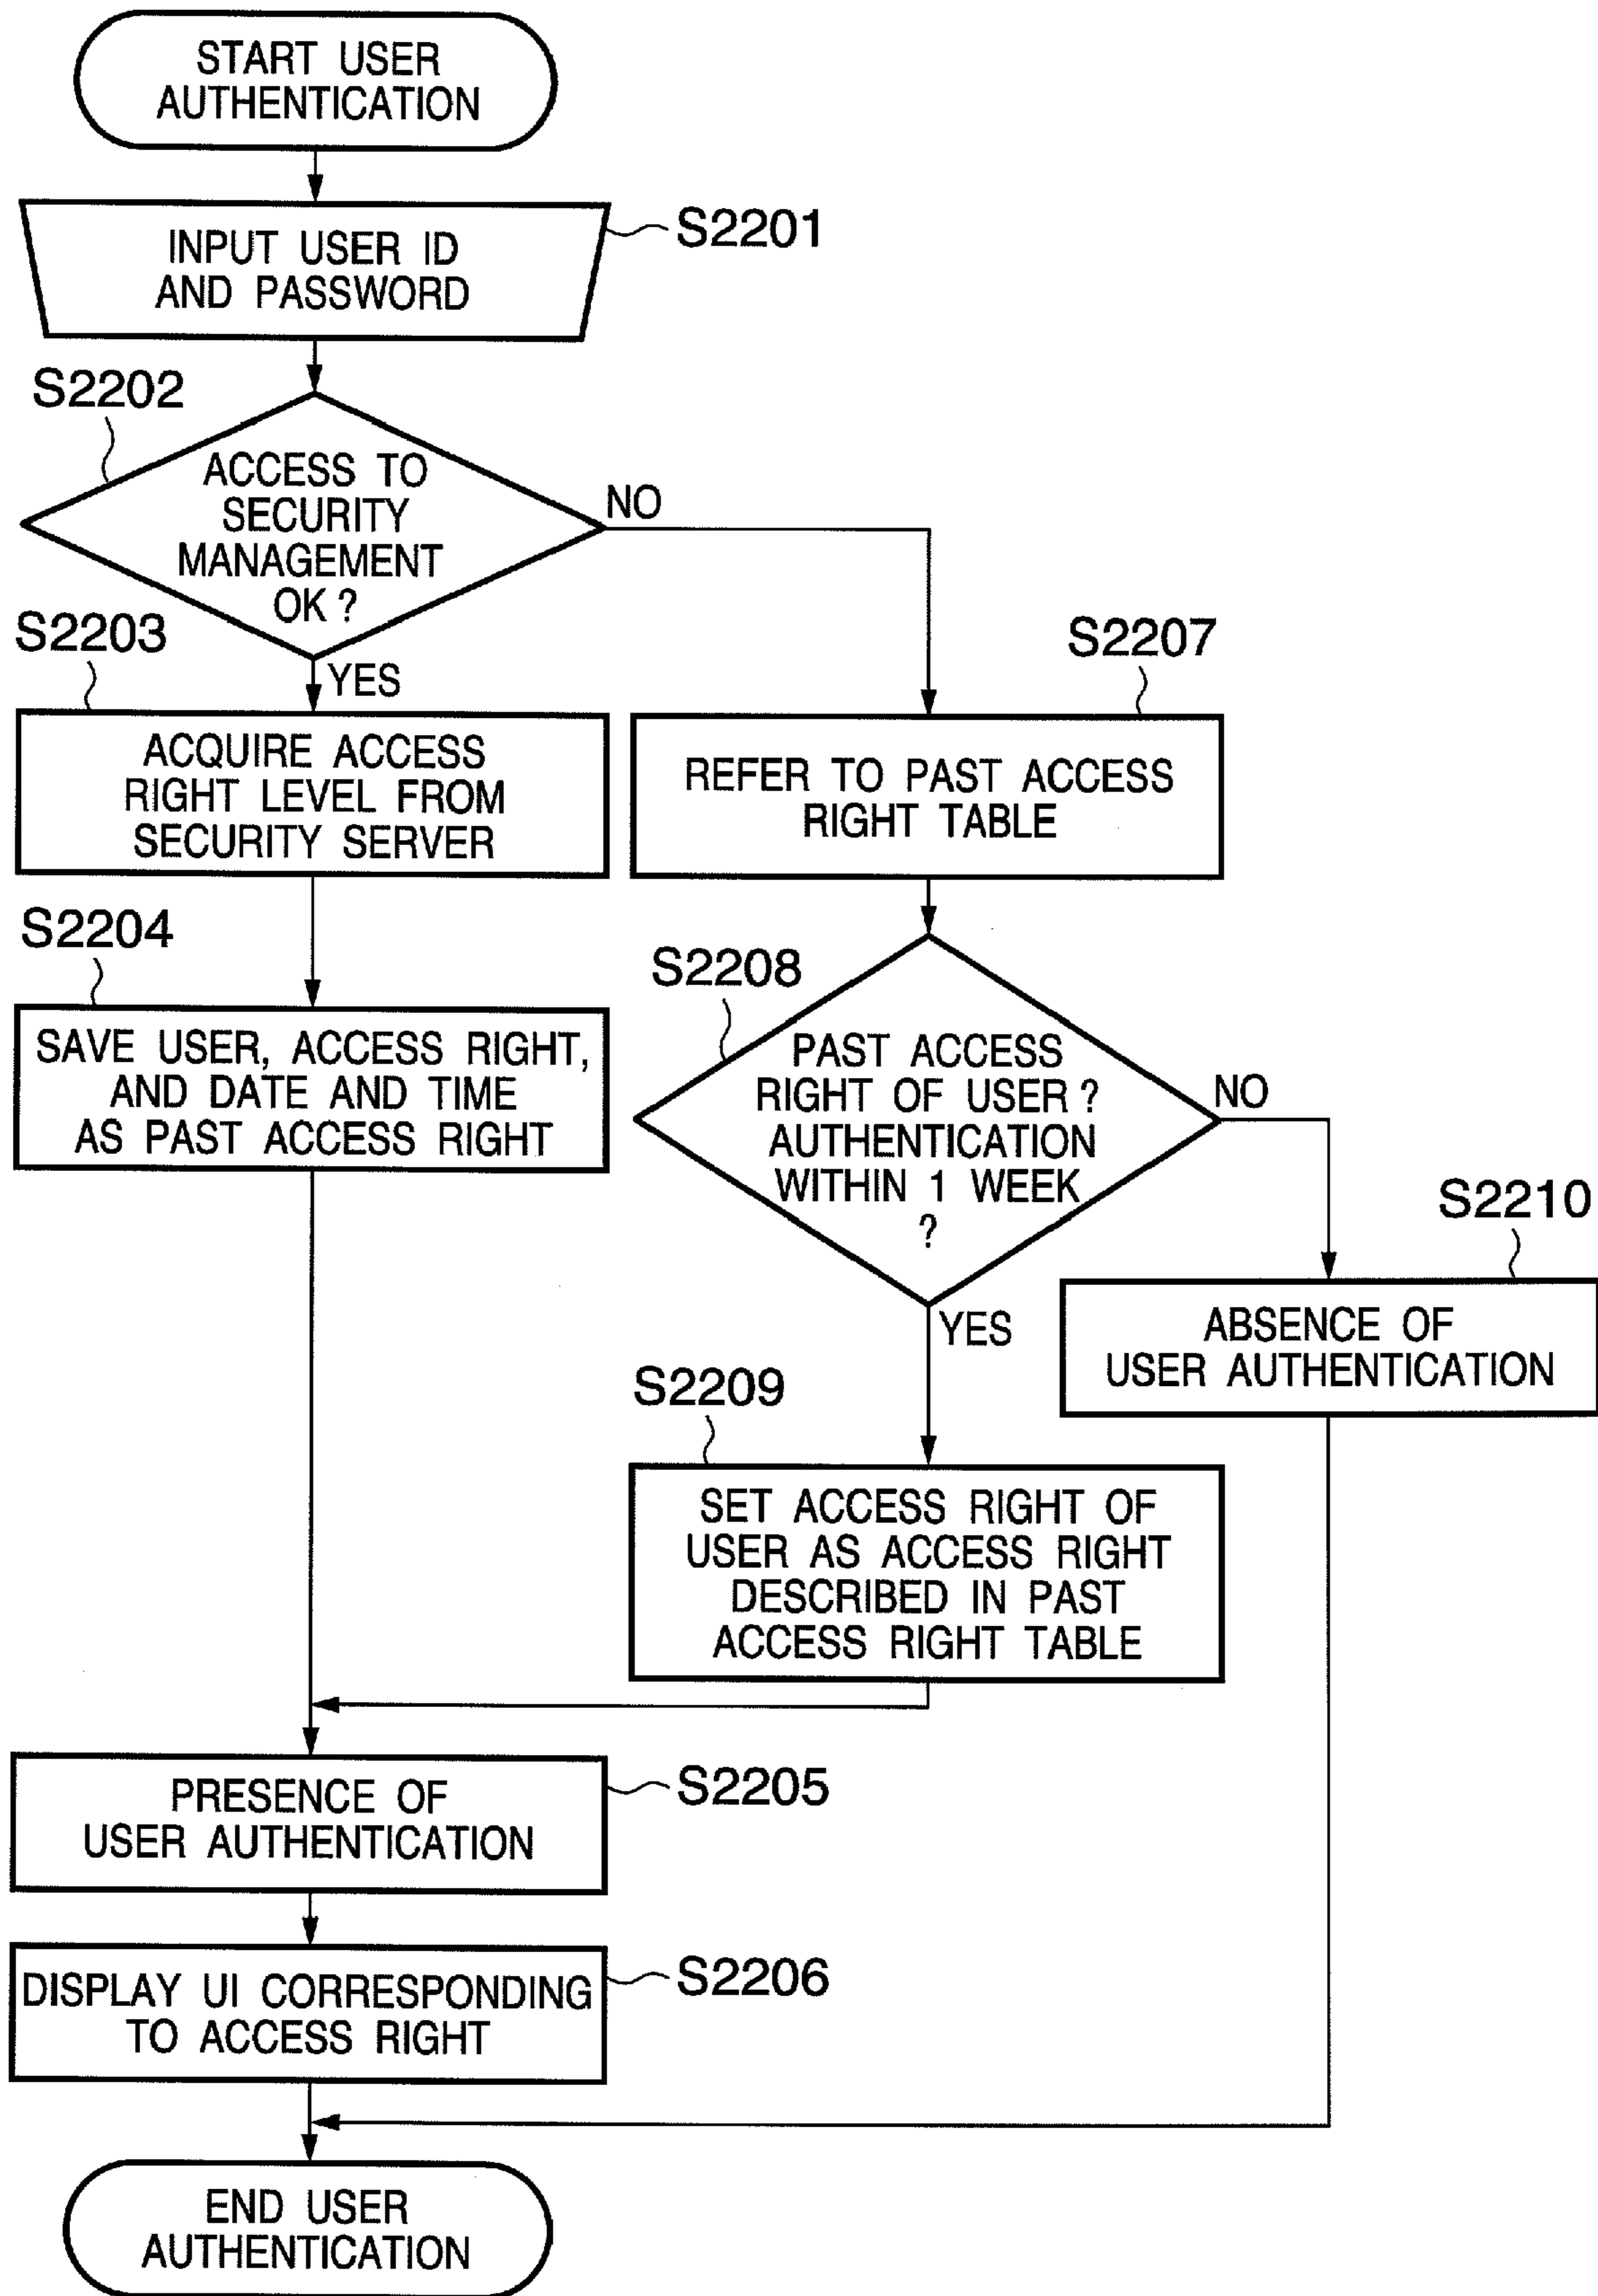 START USER
AUTHENTICATION
INPUT USER ID
AND PASSWORD
S2201
S2202
ACCESS TO
SECURITY
MANAGEMENT
OK ?
NO
YES
S2203
ACQUIRE ACCESS
RIGHT LEVEL FROM
SECURITY SERVER
S2207
REFER TO PAST ACCESS
RIGHT TABLE
S2204
SAVE USER, ACCESS RIGHT,
AND DATE AND TIME
AS PAST ACCESS RIGHT
S2208
PAST ACCESS
RIGHT OF USER ?
AUTHENTICATION
WITHIN 1 WEEK
?
NO
YES
S2210
ABSENCE OF
USER AUTHENTICATION
S2209
SET ACCESS RIGHT OF
USER AS ACCESS RIGHT
DESCRIBED IN PAST
ACCESS RIGHT TABLE
PRESENCE OF
USER AUTHENTICATION
S2205
DISPLAY UI CORRESPONDING
TO ACCESS RIGHT
S2206
END USER
AUTHENTICATION